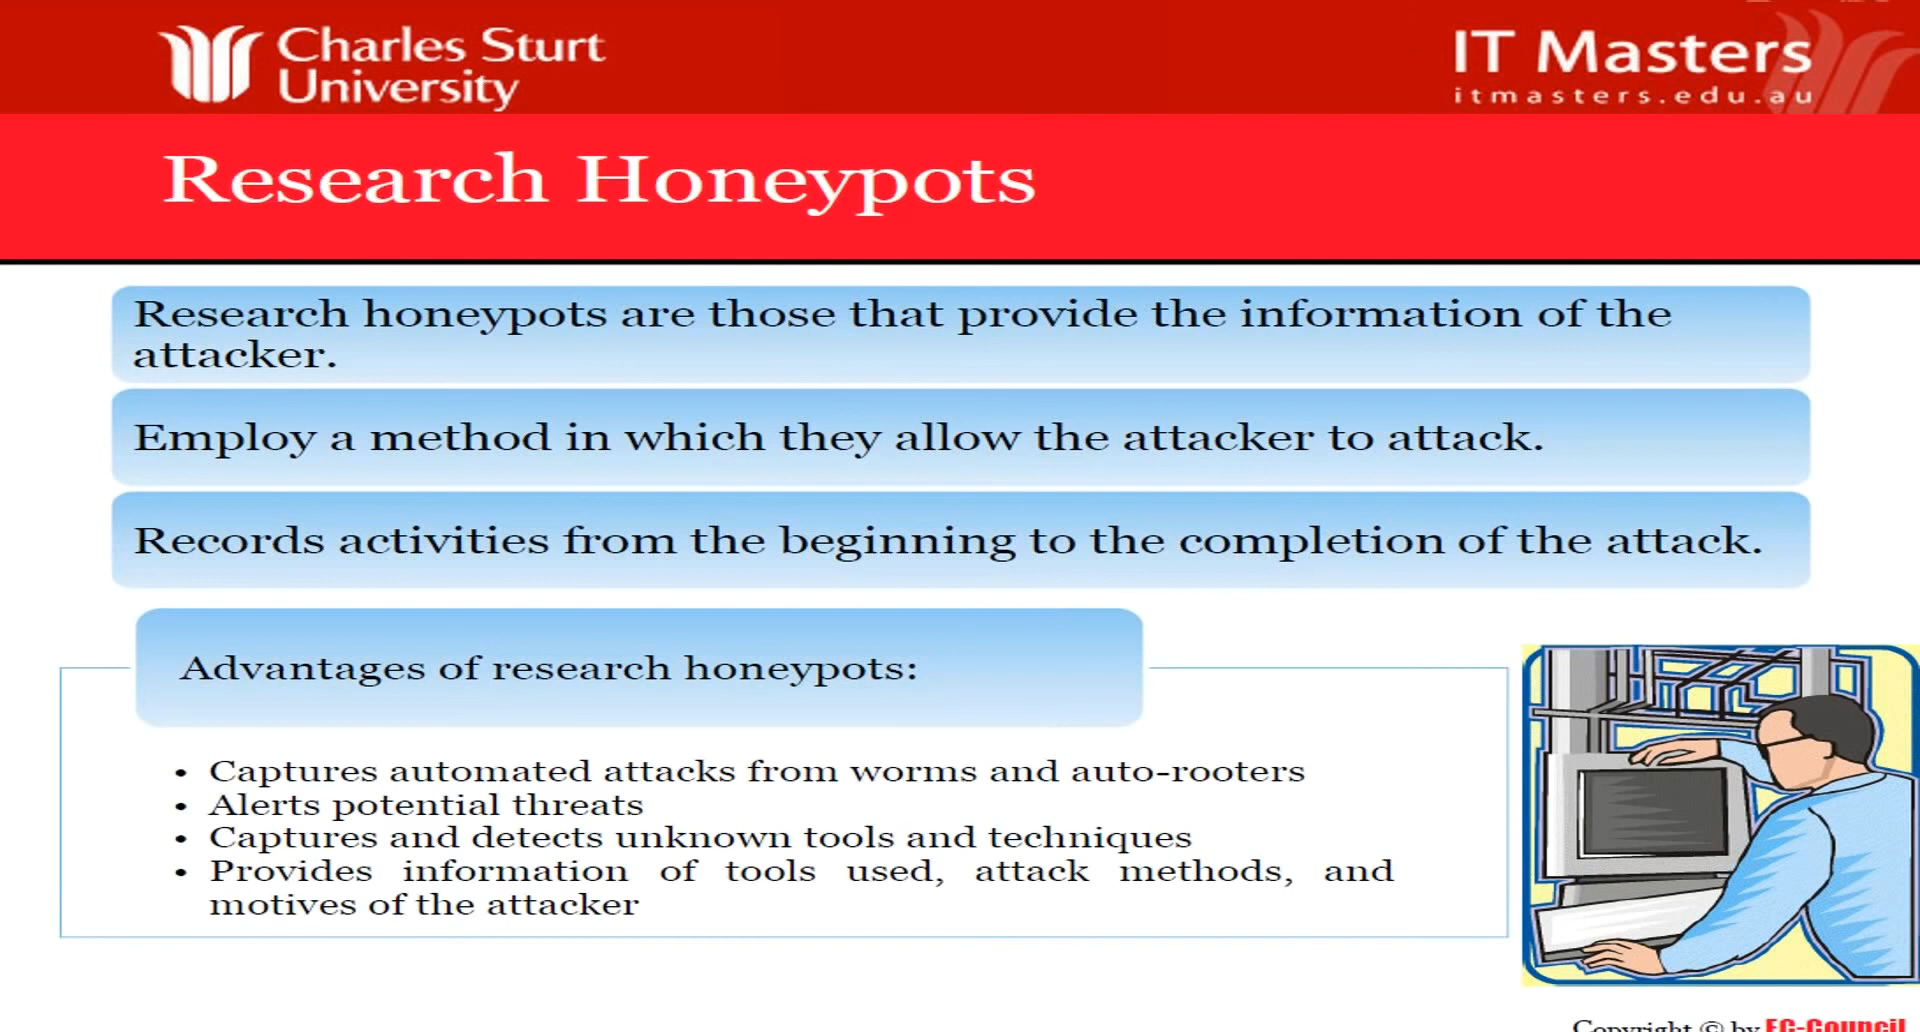 Charles Sturt
University
IT Masters
itmasters.edu.au
Research Honeypots
Research honeypots are those that provide the information of the
attacker.
Employ a method in which they allow the attacker to attack.
Records activities from the beginning to the completion of the attack.
Advantages of research honeypots:
• Captures automated attacks from worms and auto-rooters
• Alerts potential threats
• Captures and detects unknown tools and techniques
• Provides information of tools used, attack methods, and
motives of the attacker
Copyright © by EC-Council